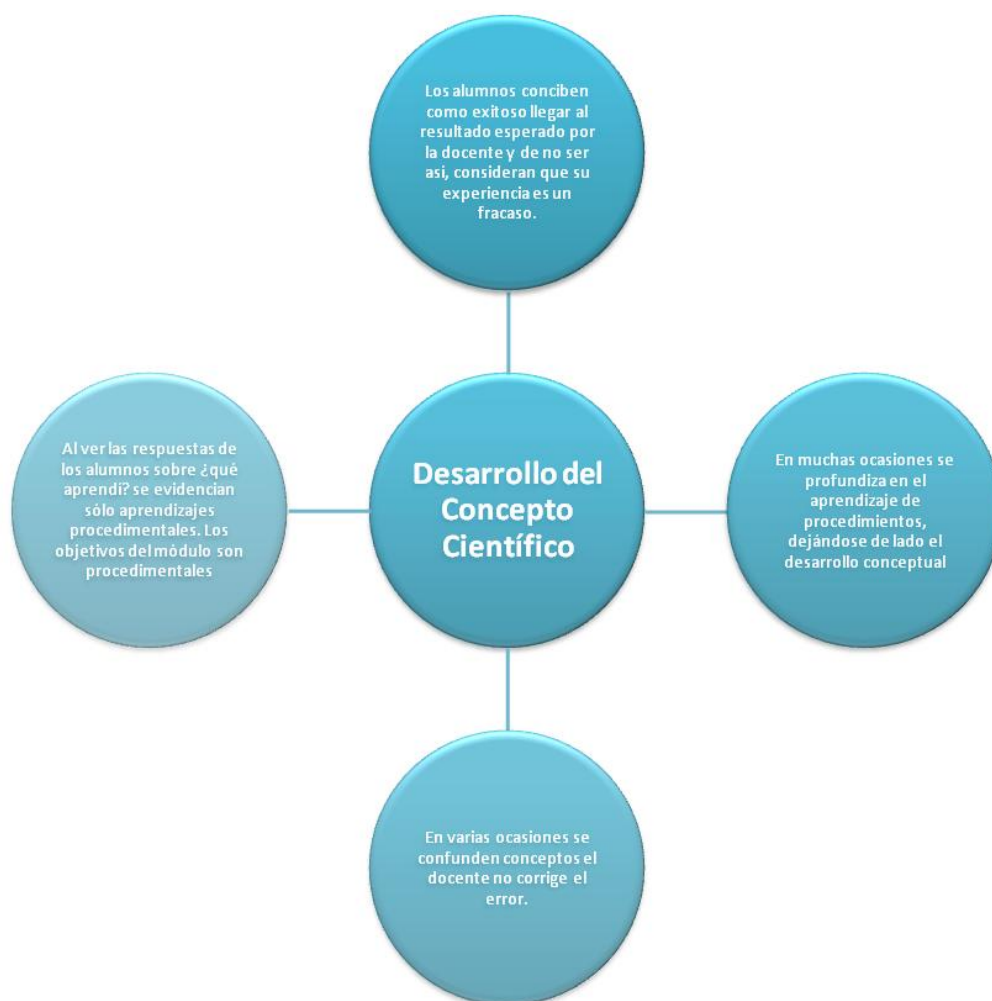 Los alumnos conciben
como exitoso llegar al
resultado esperado por
la docente y de no ser
asi, consideran que su
experiencia es un
fracaso.
Al ver las respuestas de
los alumnos sobre ¿qué
aprendi? se evidencian
sólo aprendizajes
procedimentales. Los
objetivos del módulo son
procedimentales
Desarrollo del
Concepto
Científico
En muchas ocasiones se
profundiza en el
aprendizaje de
procedimientos,
dejándose de lado el
desarrollo conceptual
En varias ocasiones se
confunden conceptos el
docente no corrige el
error.